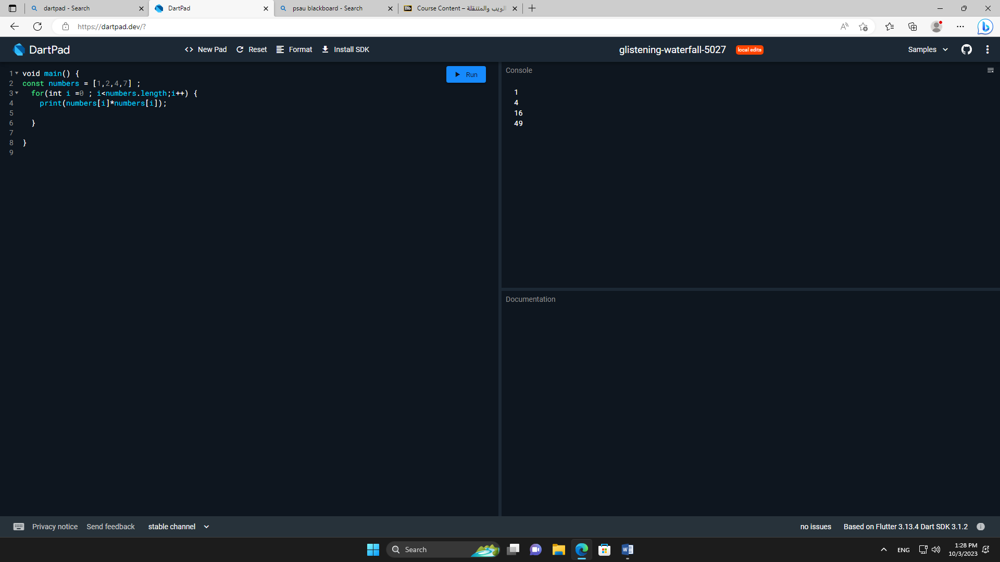 dartpad - Search
DartPad
psau blackboard - Search
Course Content – الويب والمتنقلة
https://dartpad.dev/?
DartPad
<> New Pad
Reset
Format
Install SDK
glistening-waterfall-5027
local edits
Samples
1 void main() {
2 const numbers = [1,2,4,7] ;
3 for(int i =0 ; i<numbers.length;i++) {
4 print(numbers[i]*numbers[i]);
5
6 }
7
8 }
9
Run
Console
1
4
16
49
Documentation
Privacy notice
Send feedback
stable channel
no issues
Based on Flutter 3.13.4 Dart SDK 3.1.2
Search
ENG
1:28 PM
10/3/2023